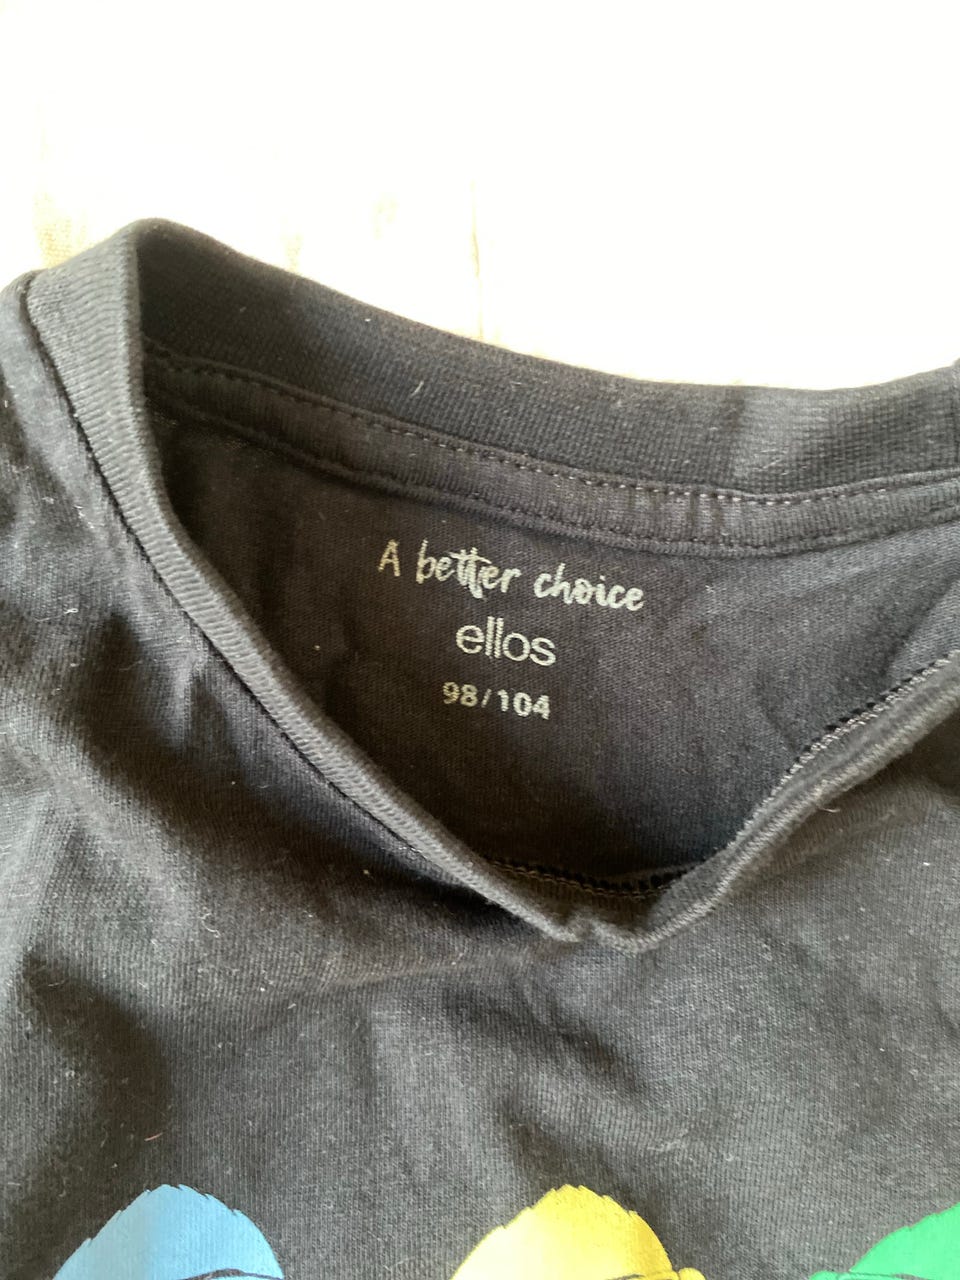 A better choice
ellos
98/104